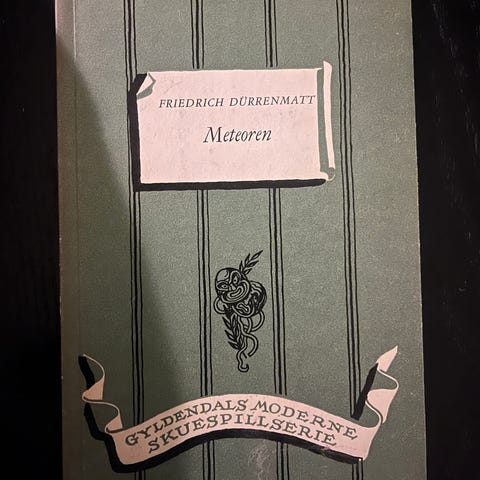 FRIEDRICH DÜRRENMATT
Meteoren
GYLDENDALS MODERNE
SKUESPILLSERIE